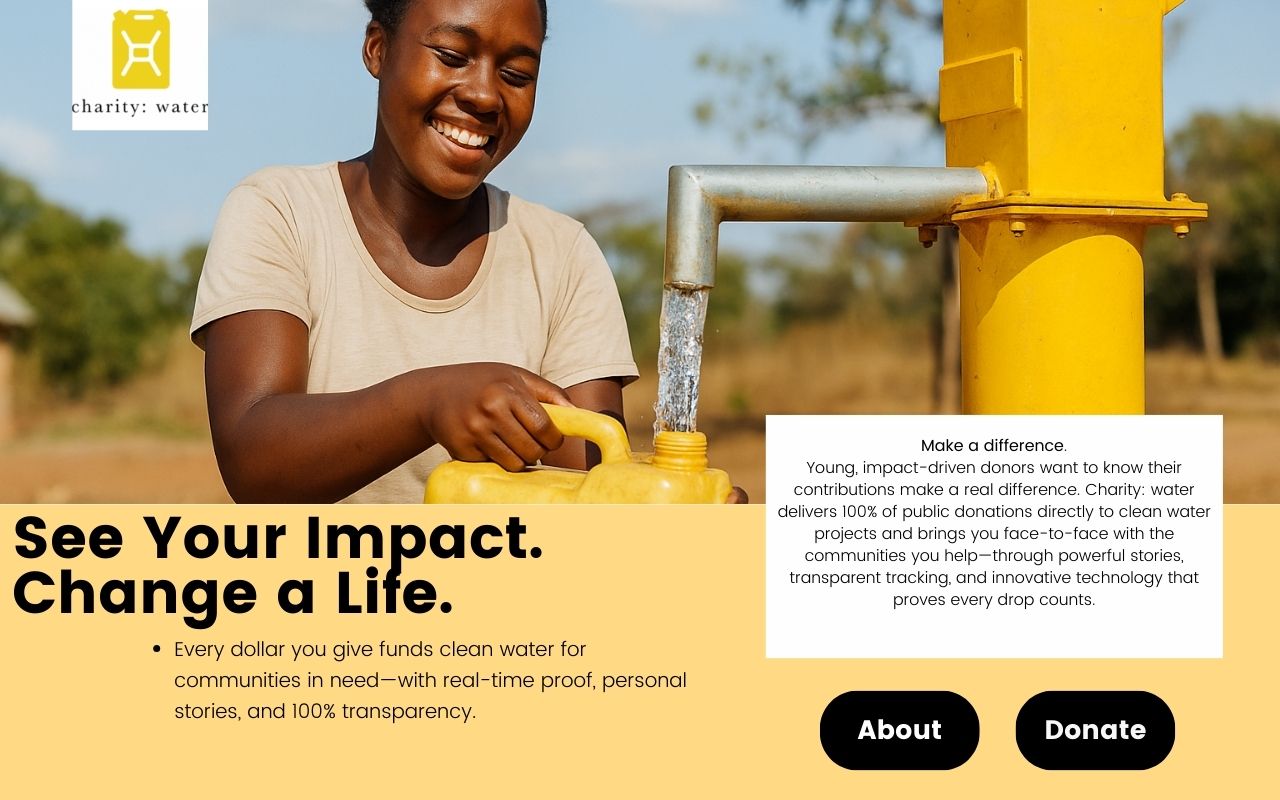 charity: water
See Your Impact.
Change a Life.
• Every dollar you give funds clean water for
communities in need—with real-time proof, personal
stories, and 100% transparency.
Make a difference.
Young, impact-driven donors want to know their
contributions make a real difference. Charity: water
delivers 100% of public donations directly to clean water
projects and brings you face-to-face with the
communities you help—through powerful stories,
transparent tracking, and innovative technology that
proves every drop counts.
About
Donate